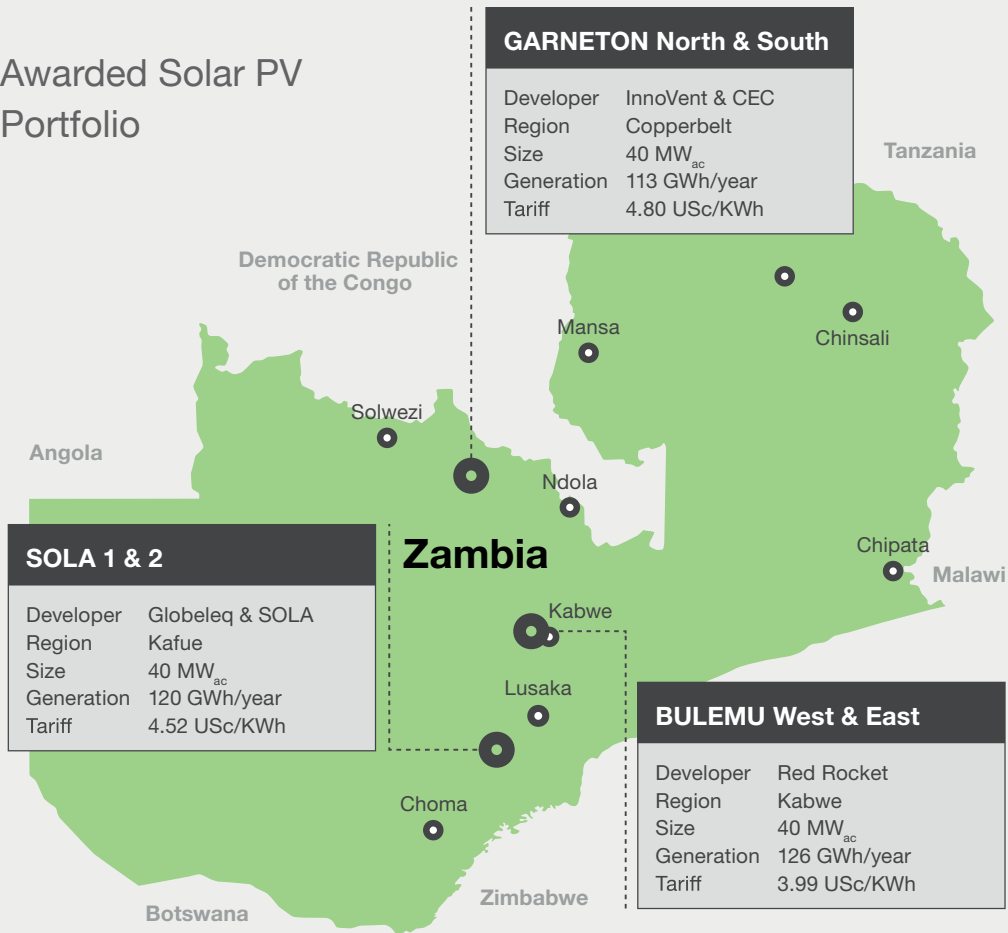 Awarded Solar PV
Portfolio
GARNETON North & South
Developer InnoVent & CEC
Region Copperbelt
Size 40 MWac
Generation 113 GWh/year
Tariff 4.80 USc/KWh
Tanzania
Democratic Republic
of the Congo
Mansa
Chinsali
Solwezi
Angola
Ndola
Zambia
Chipata
Malawi
SOLA 1 & 2
Developer Globeleq & SOLA
Region Kafue
Size 40 MWac
Generation 120 GWh/year
Tariff 4.52 USc/KWh
Kabwe
Lusaka
BULEMU West & East
Developer Red Rocket
Region Kabwe
Size 40 MWac
Generation 126 GWh/year
Tariff 3.99 USc/KWh
Choma
Zimbabwe
Botswana